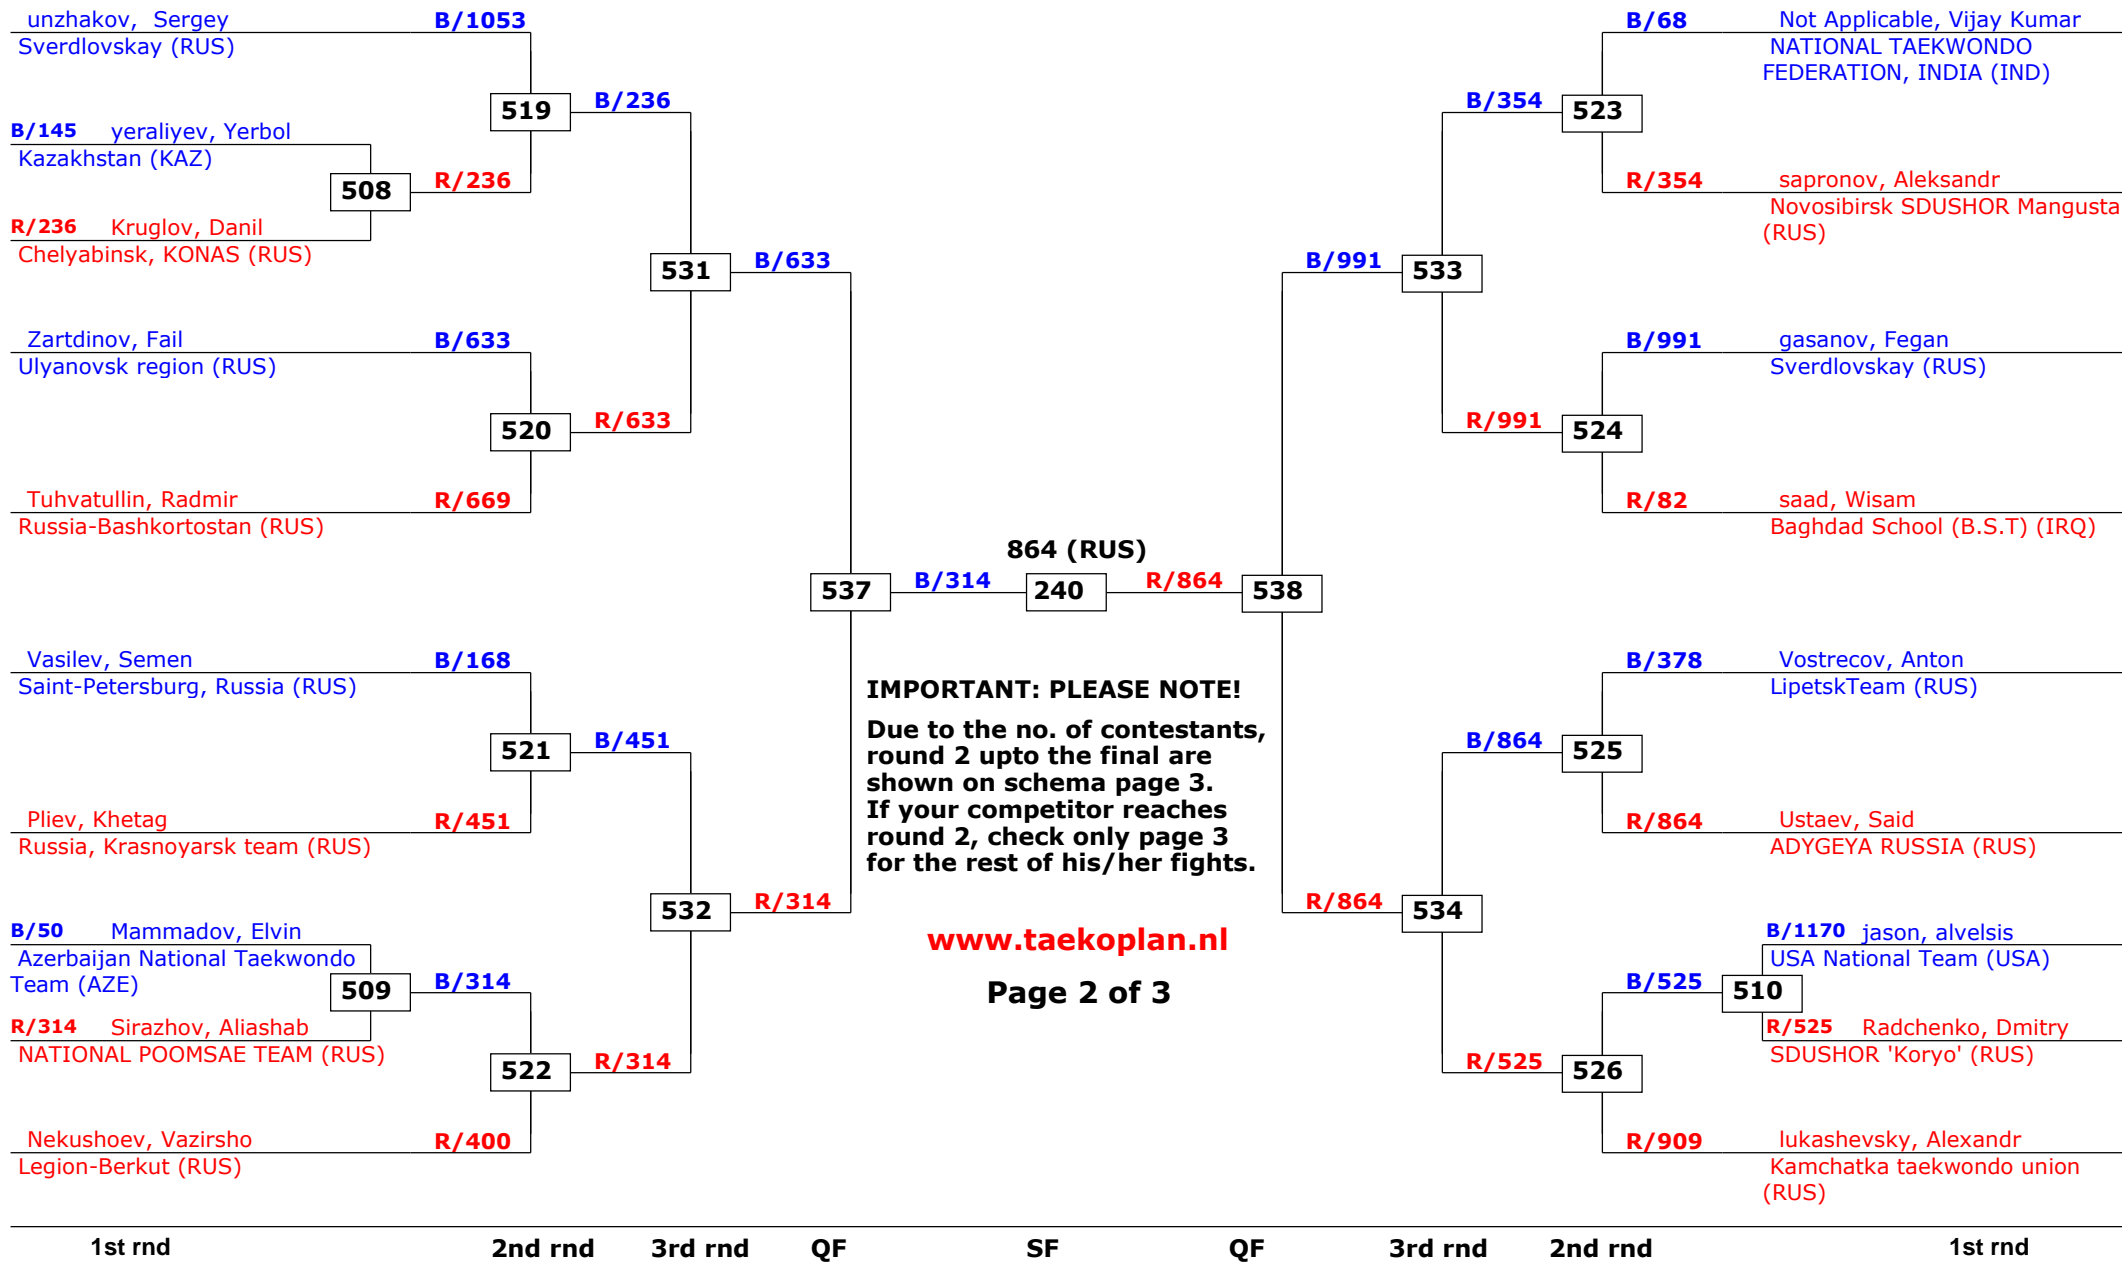 unzhakov, Sergey
B/1053
Sverdlovskay (RUS)
519
B/236
B/145 yeraliyev, Yerbol
Kazakhstan (KAZ)
508
R/236
R/236 Kruglov, Danil
Chelyabinsk, KONAS (RUS)
531
B/633
Zartdinov, Fail
B/633
Ulyanovsk region (RUS)
520
R/633
Tuhvatullin, Radmir
R/669
Russia-Bashkortostan (RUS)
537
B/314
Vasilev, Semen
B/168
Saint-Petersburg, Russia (RUS)
521
B/451
Pliev, Khetag
R/451
Russia, Krasnoyarsk team (RUS)
532
R/314
B/50 Mammadov, Elvin
Azerbaijan National Taekwondo
Team (AZE)
509
B/314
R/314 Sirazhov, Aliashab
NATIONAL POOMSAE TEAM (RUS)
522
R/314
Nekushoev, Vazirsho
R/400
Legion-Berkut (RUS)
864 (RUS)
240
IMPORTANT: PLEASE NOTE!
Due to the no. of contestants,
round 2 upto the final are
shown on schema page 3.
If your competitor reaches
round 2, check only page 3
for the rest of his/her fights.
www.taekoplan.nl
Page 2 of 3
B/68
Not Applicable, Vijay Kumar
NATIONAL TAEKWONDO
FEDERATION, INDIA (IND)
B/354
523
R/354
sapronov, Aleksandr
Novosibirsk SDUSHOR Mangusta
(RUS)
B/991
533
B/991
gasanov, Fegan
Sverdlovskay (RUS)
R/991
524
R/82
saad, Wisam
Baghdad School (B.S.T) (IRQ)
R/864
538
B/378
Vostrecov, Anton
LipetskTeam (RUS)
B/864
525
R/864
Ustaev, Said
ADYGEYA RUSSIA (RUS)
R/864
534
B/1170 jason, alvelsis
USA National Team (USA)
B/525
510
R/525 Radchenko, Dmitry
SDUSHOR 'Koryo' (RUS)
R/525
526
R/909
lukashevsky, Alexandr
Kamchatka taekwondo union
(RUS)
1st rnd 2nd rnd 3rd rnd QF SF QF 3rd rnd 2nd rnd 1st rnd